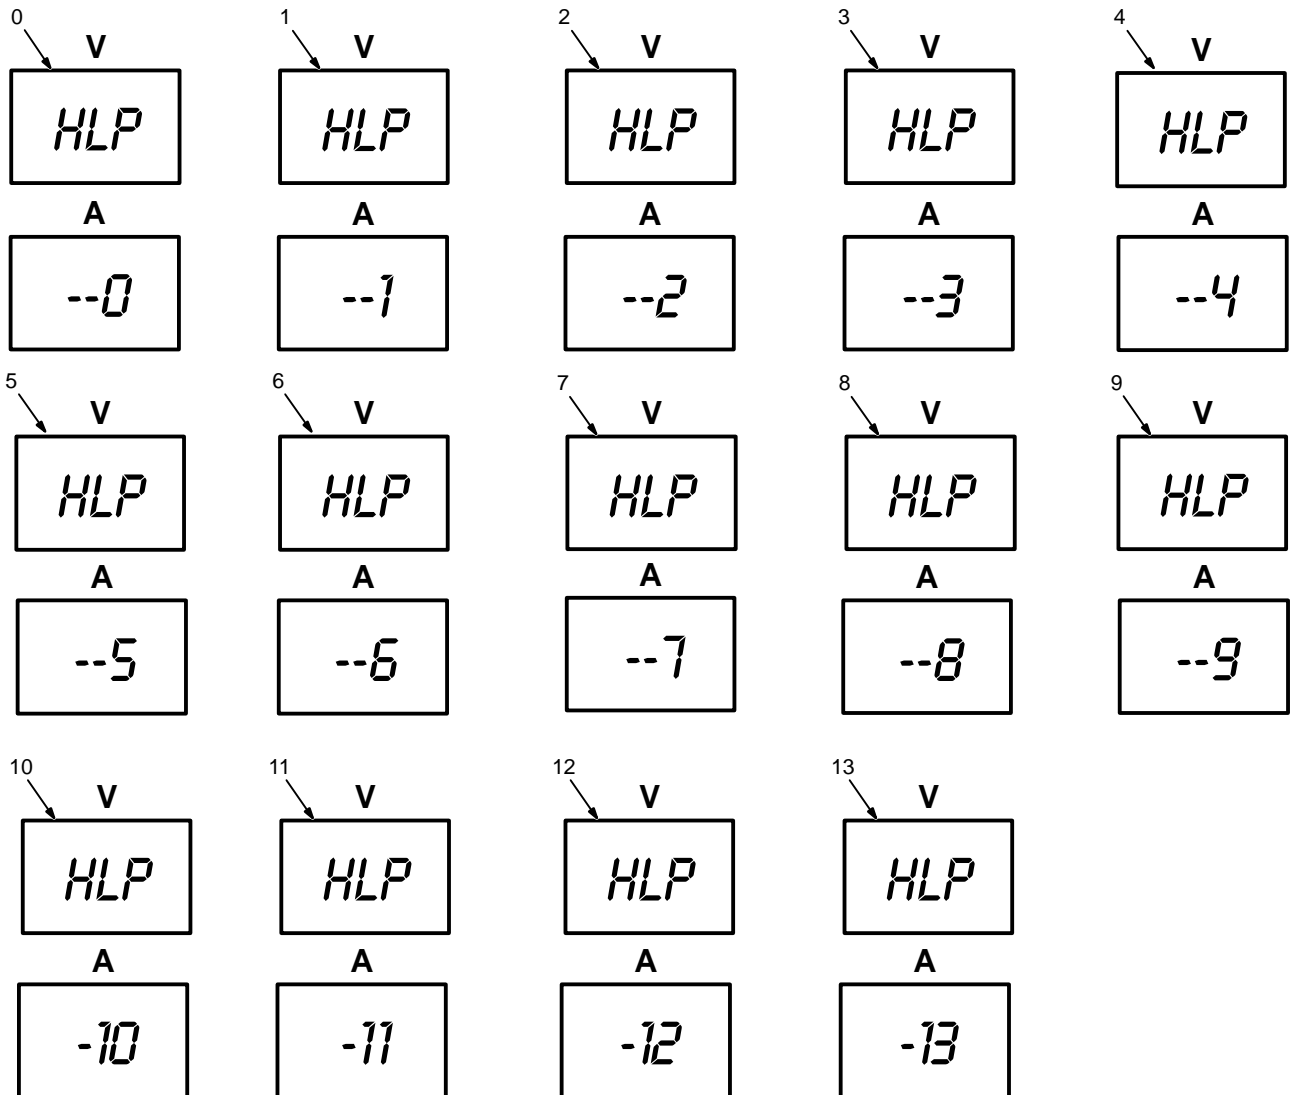 0 1 2 3 4
V V V V V
HLP HLP HLP HLP HLP
A A A A A
--0 --1 --2 --3 --4
5 6 7 8 9
V V V V V
HLP HLP HLP HLP HLP
A A A A A
--5 --6 --7 --8 --9
10 11 12 13
V V V V
HLP HLP HLP HLP
A A A A
-10 -11 -12 -13